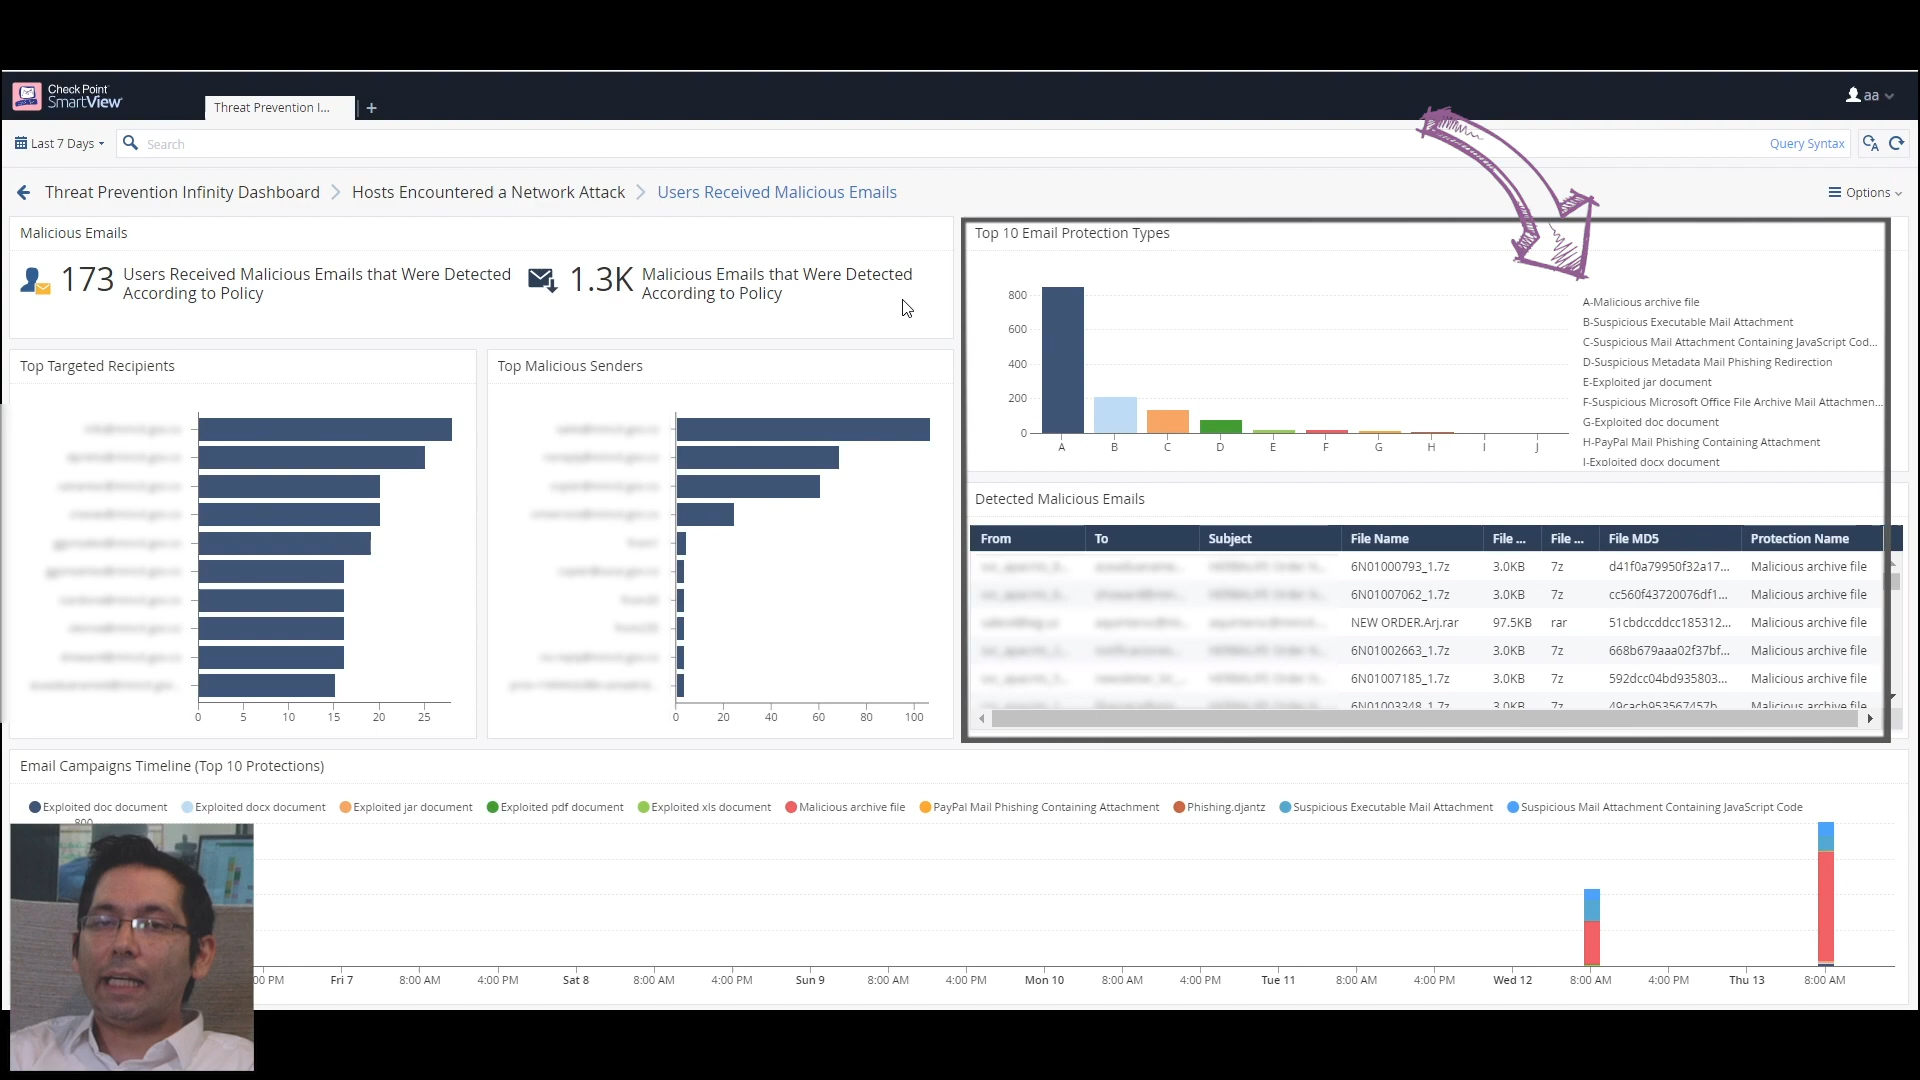 Check Point
SmartView
Threat Prevention I...
+
aa
Last 7 Days
Search
Query Syntax
Threat Prevention Infinity Dashboard
Hosts Encountered a Network Attack
Users Received Malicious Emails
Options
Malicious Emails
173
Users Received Malicious Emails that Were Detected
According to Policy
1.3K
Malicious Emails that Were Detected
According to Policy
Top Targeted Recipients
0 5 10 15 20 25
Top Malicious Senders
0 20 40 60 80 100
Top 10 Email Protection Types
800
600
400
200
0
A B C D E F G H I J
A-Malicious archive file
B-Suspicious Executable Mail Attachment
C-Suspicious Mail Attachment Containing JavaScript Cod...
D-Suspicious Metadata Mail Phishing Redirection
E-Exploited jar document
F-Suspicious Microsoft Office File Archive Mail Attachmen...
G-Exploited doc document
H-PayPal Mail Phishing Containing Attachment
I-Exploited docx document
Detected Malicious Emails
From To Subject File Name File ... File ... File MD5 Protection Name
6N01000793_1.7z 3.0KB 7z d41f0a79950f32a17... Malicious archive file
6N01007062_1.7z 3.0KB 7z cc560f43720076df1... Malicious archive file
NEW ORDER.Arj.rar 97.5KB rar 51cbdccddcc185312... Malicious archive file
6N01002663_1.7z 3.0KB 7z 668b679aaa02f37bf... Malicious archive file
6N01007185_1.7z 3.0KB 7z 592dcc04bd935803... Malicious archive file
6N01003348_1.7z 3.0KB 7z 49cacb953567457b... Malicious archive file
Email Campaigns Timeline (Top 10 Protections)
Exploited doc document Exploited docx document Exploited jar document Exploited pdf document Exploited xls document Malicious archive file PayPal Mail Phishing Containing Attachment Phishing.djantz Suspicious Executable Mail Attachment Suspicious Mail Attachment Containing JavaScript Code
800
00 PM Fri 7 8:00 AM 4:00 PM Sat 8 8:00 AM 4:00 PM Sun 9 8:00 AM 4:00 PM Mon 10 8:00 AM 4:00 PM Tue 11 8:00 AM 4:00 PM Wed 12 8:00 AM 4:00 PM Thu 13 8:00 AM